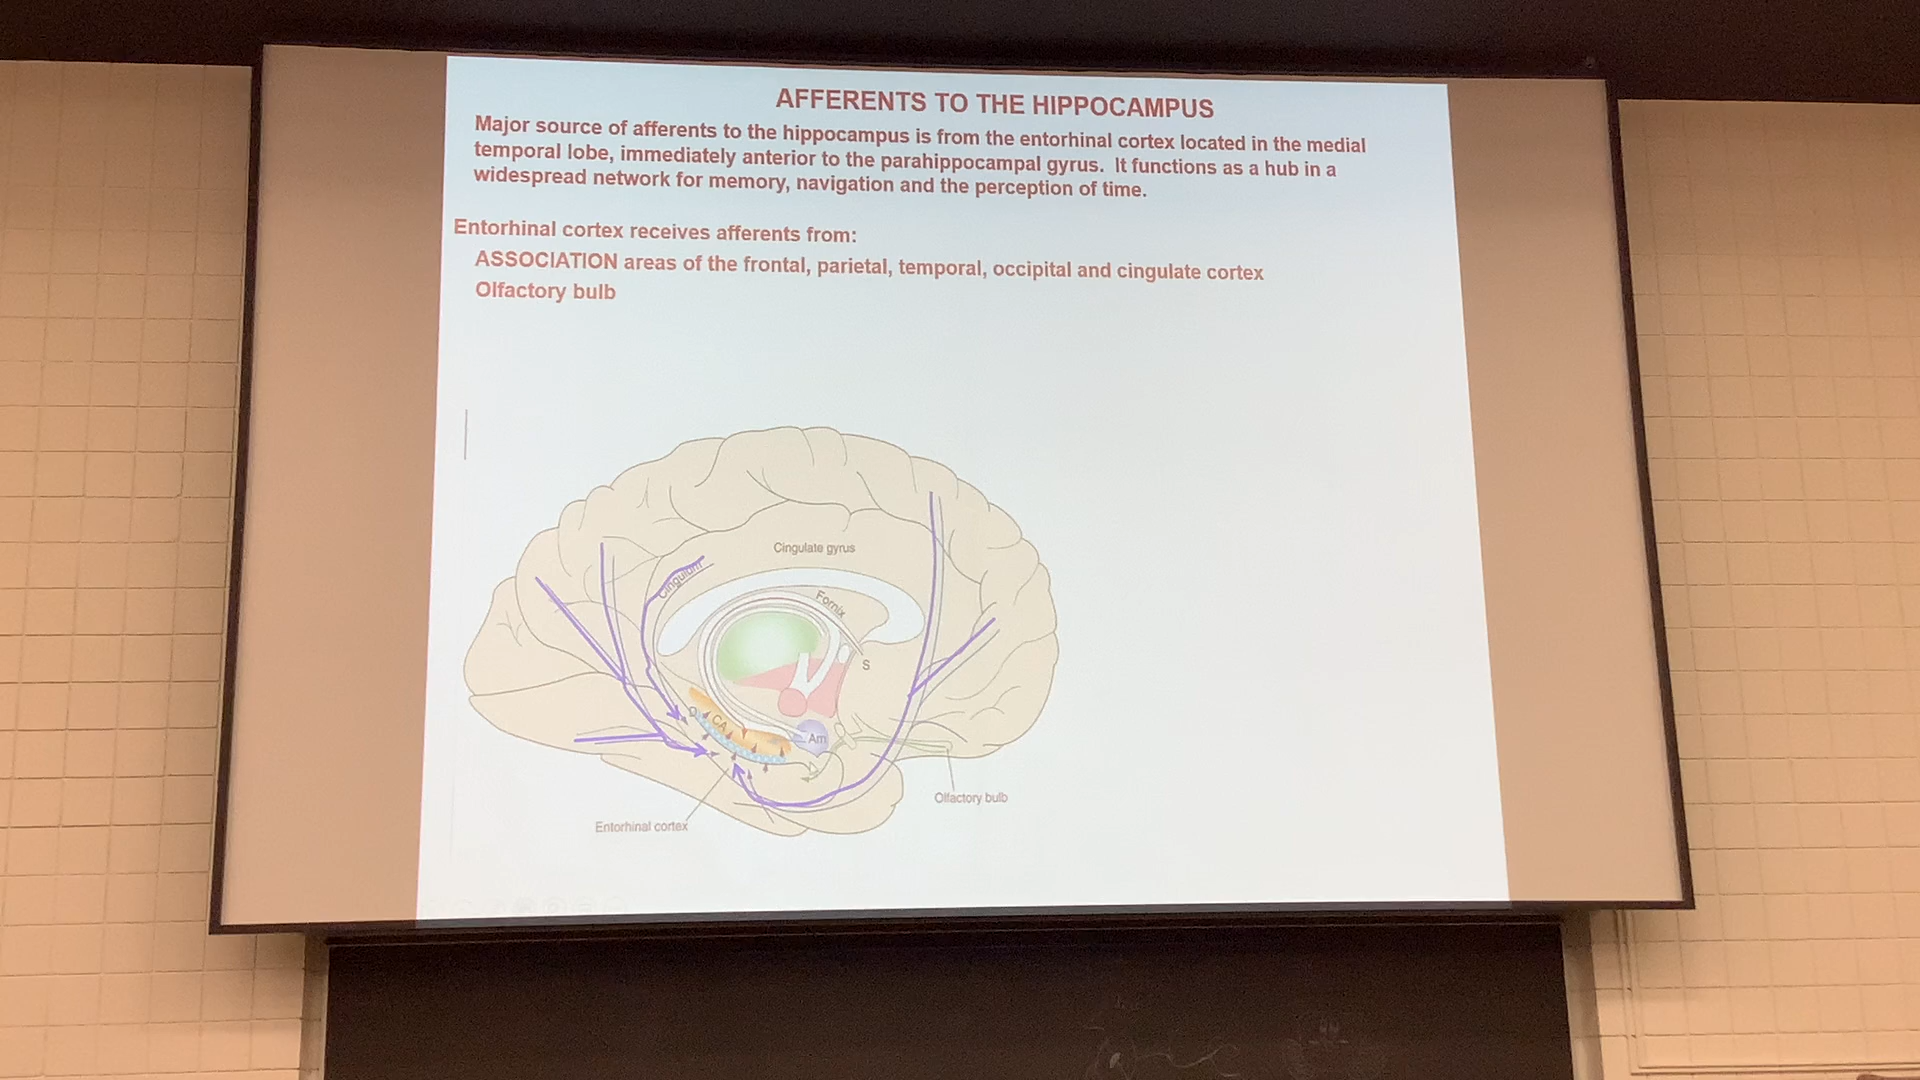 AFFERENTS TO THE HIPPOCAMPUS
Major source of afferents to the hippocampus is from the entorhinal cortex located in the medial
temporal lobe, immediately anterior to the parahippocampal gyrus. It functions as a hub in a
widespread network for memory, navigation and the perception of time.
Entorhinal cortex receives afferents from:
ASSOCIATION areas of the frontal, parietal, temporal, occipital and cingulate cortex
Olfactory bulb
Cingulate gyrus
Cingulum
Fornix
S
D
CA
Am
Olfactory bulb
Entorhinal cortex